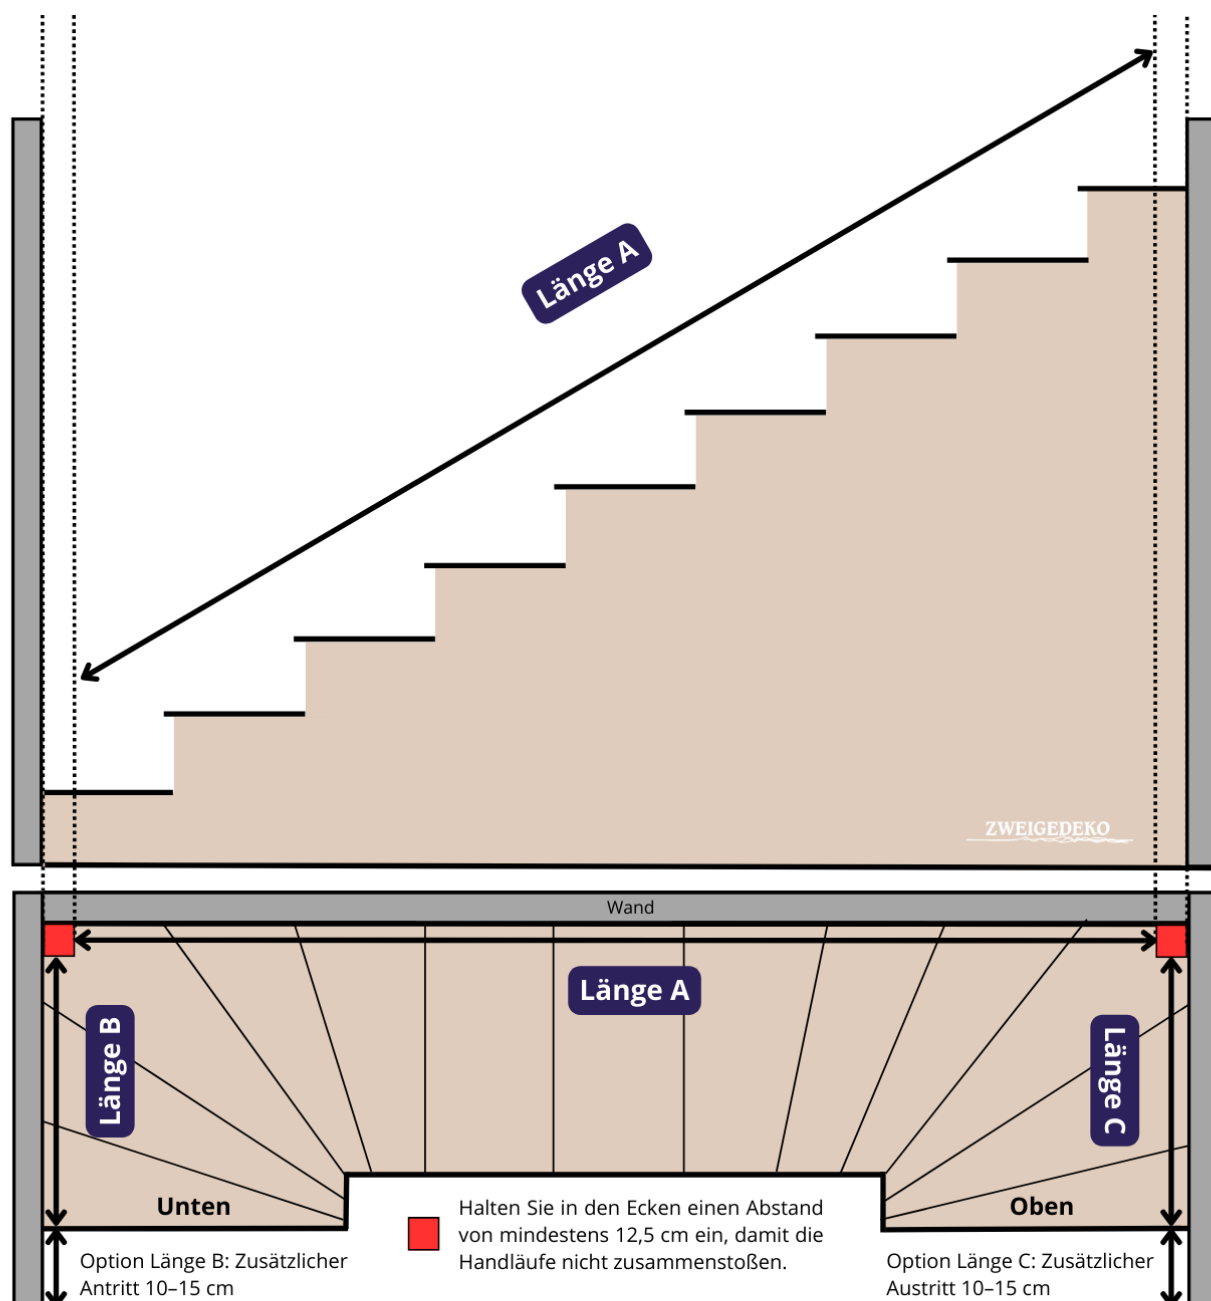 Länge A
ZWEIGEDEKO
Wand
Länge A
Länge B
Länge C
Unten
Oben
Halten Sie in den Ecken einen Abstand
von mindestens 12,5 cm ein, damit die
Handläufe nicht zusammenstoßen.
Option Länge B: Zusätzlicher
Antritt 10–15 cm
Option Länge C: Zusätzlicher
Austritt 10–15 cm